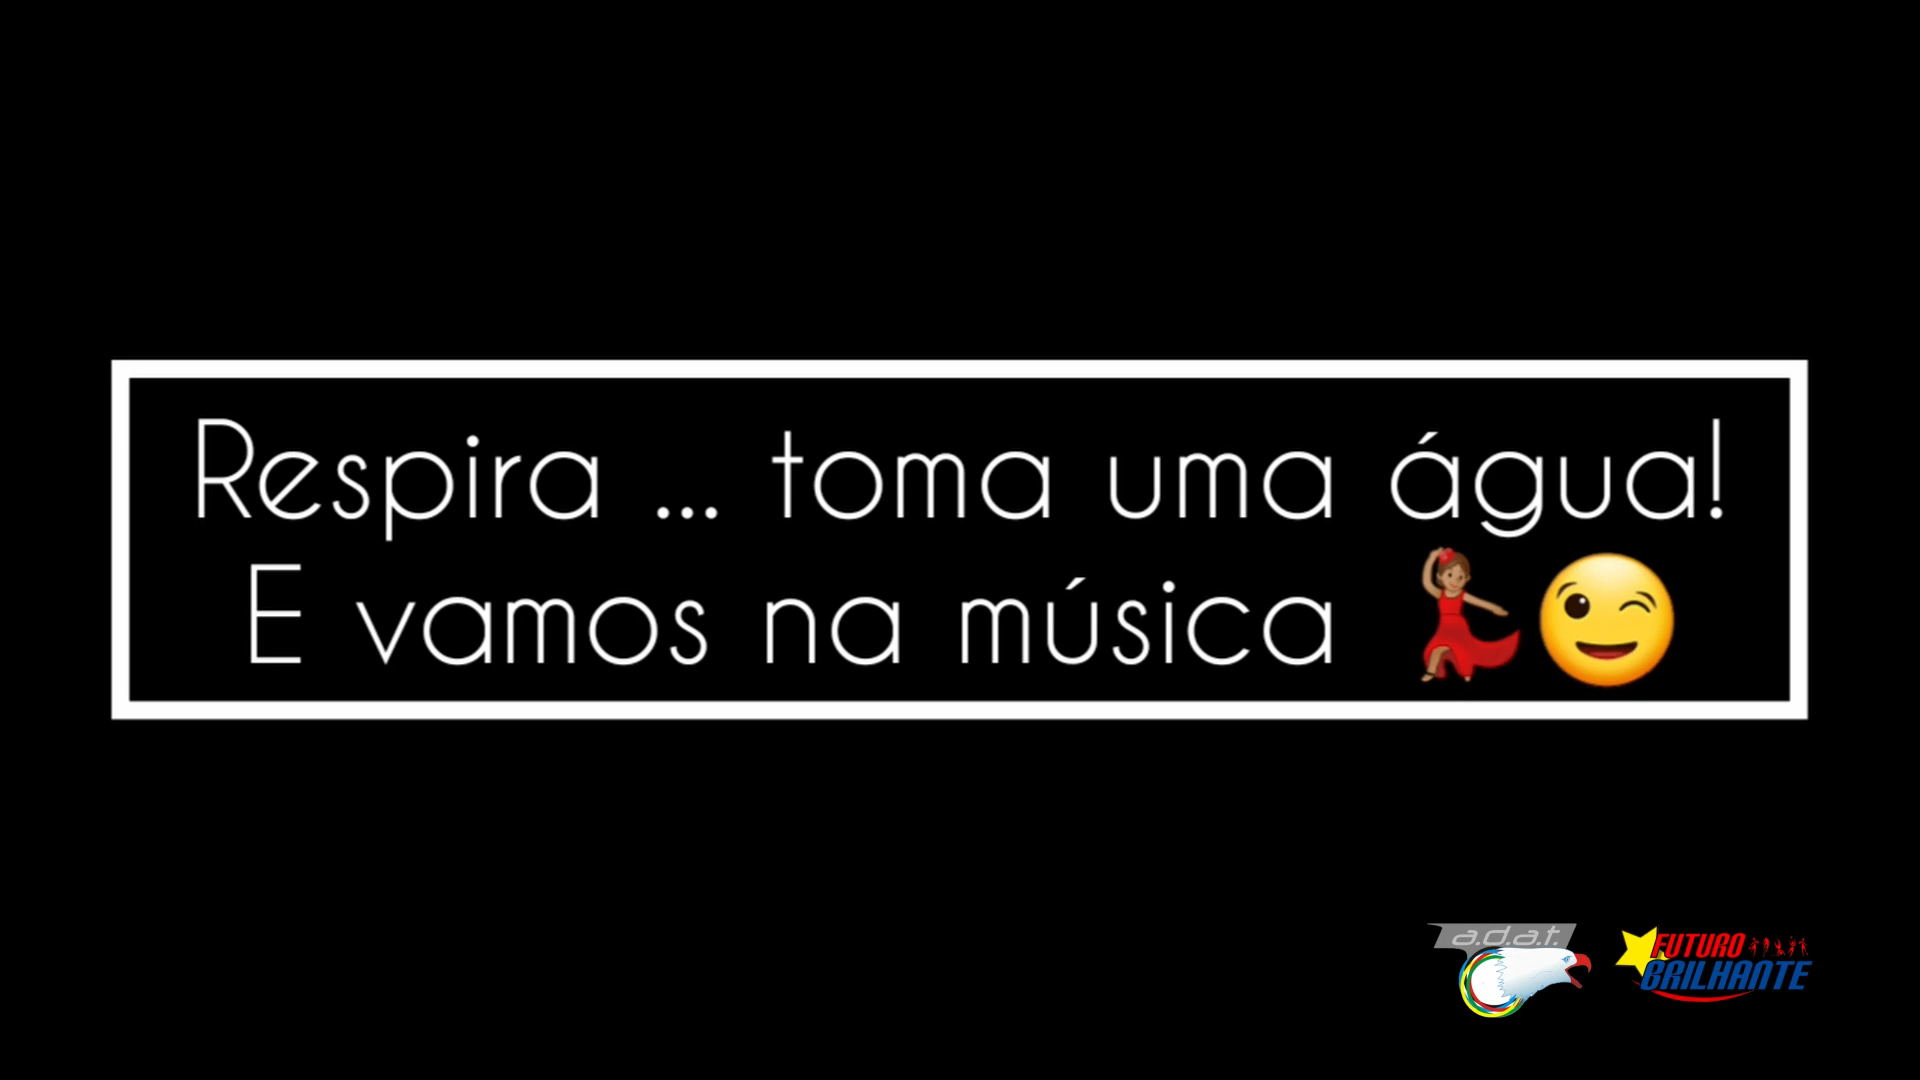 Respira ... toma uma água!
E vamos na música 💃🏽😉
a.d.a.t.
FUTURO
BRILHANTE